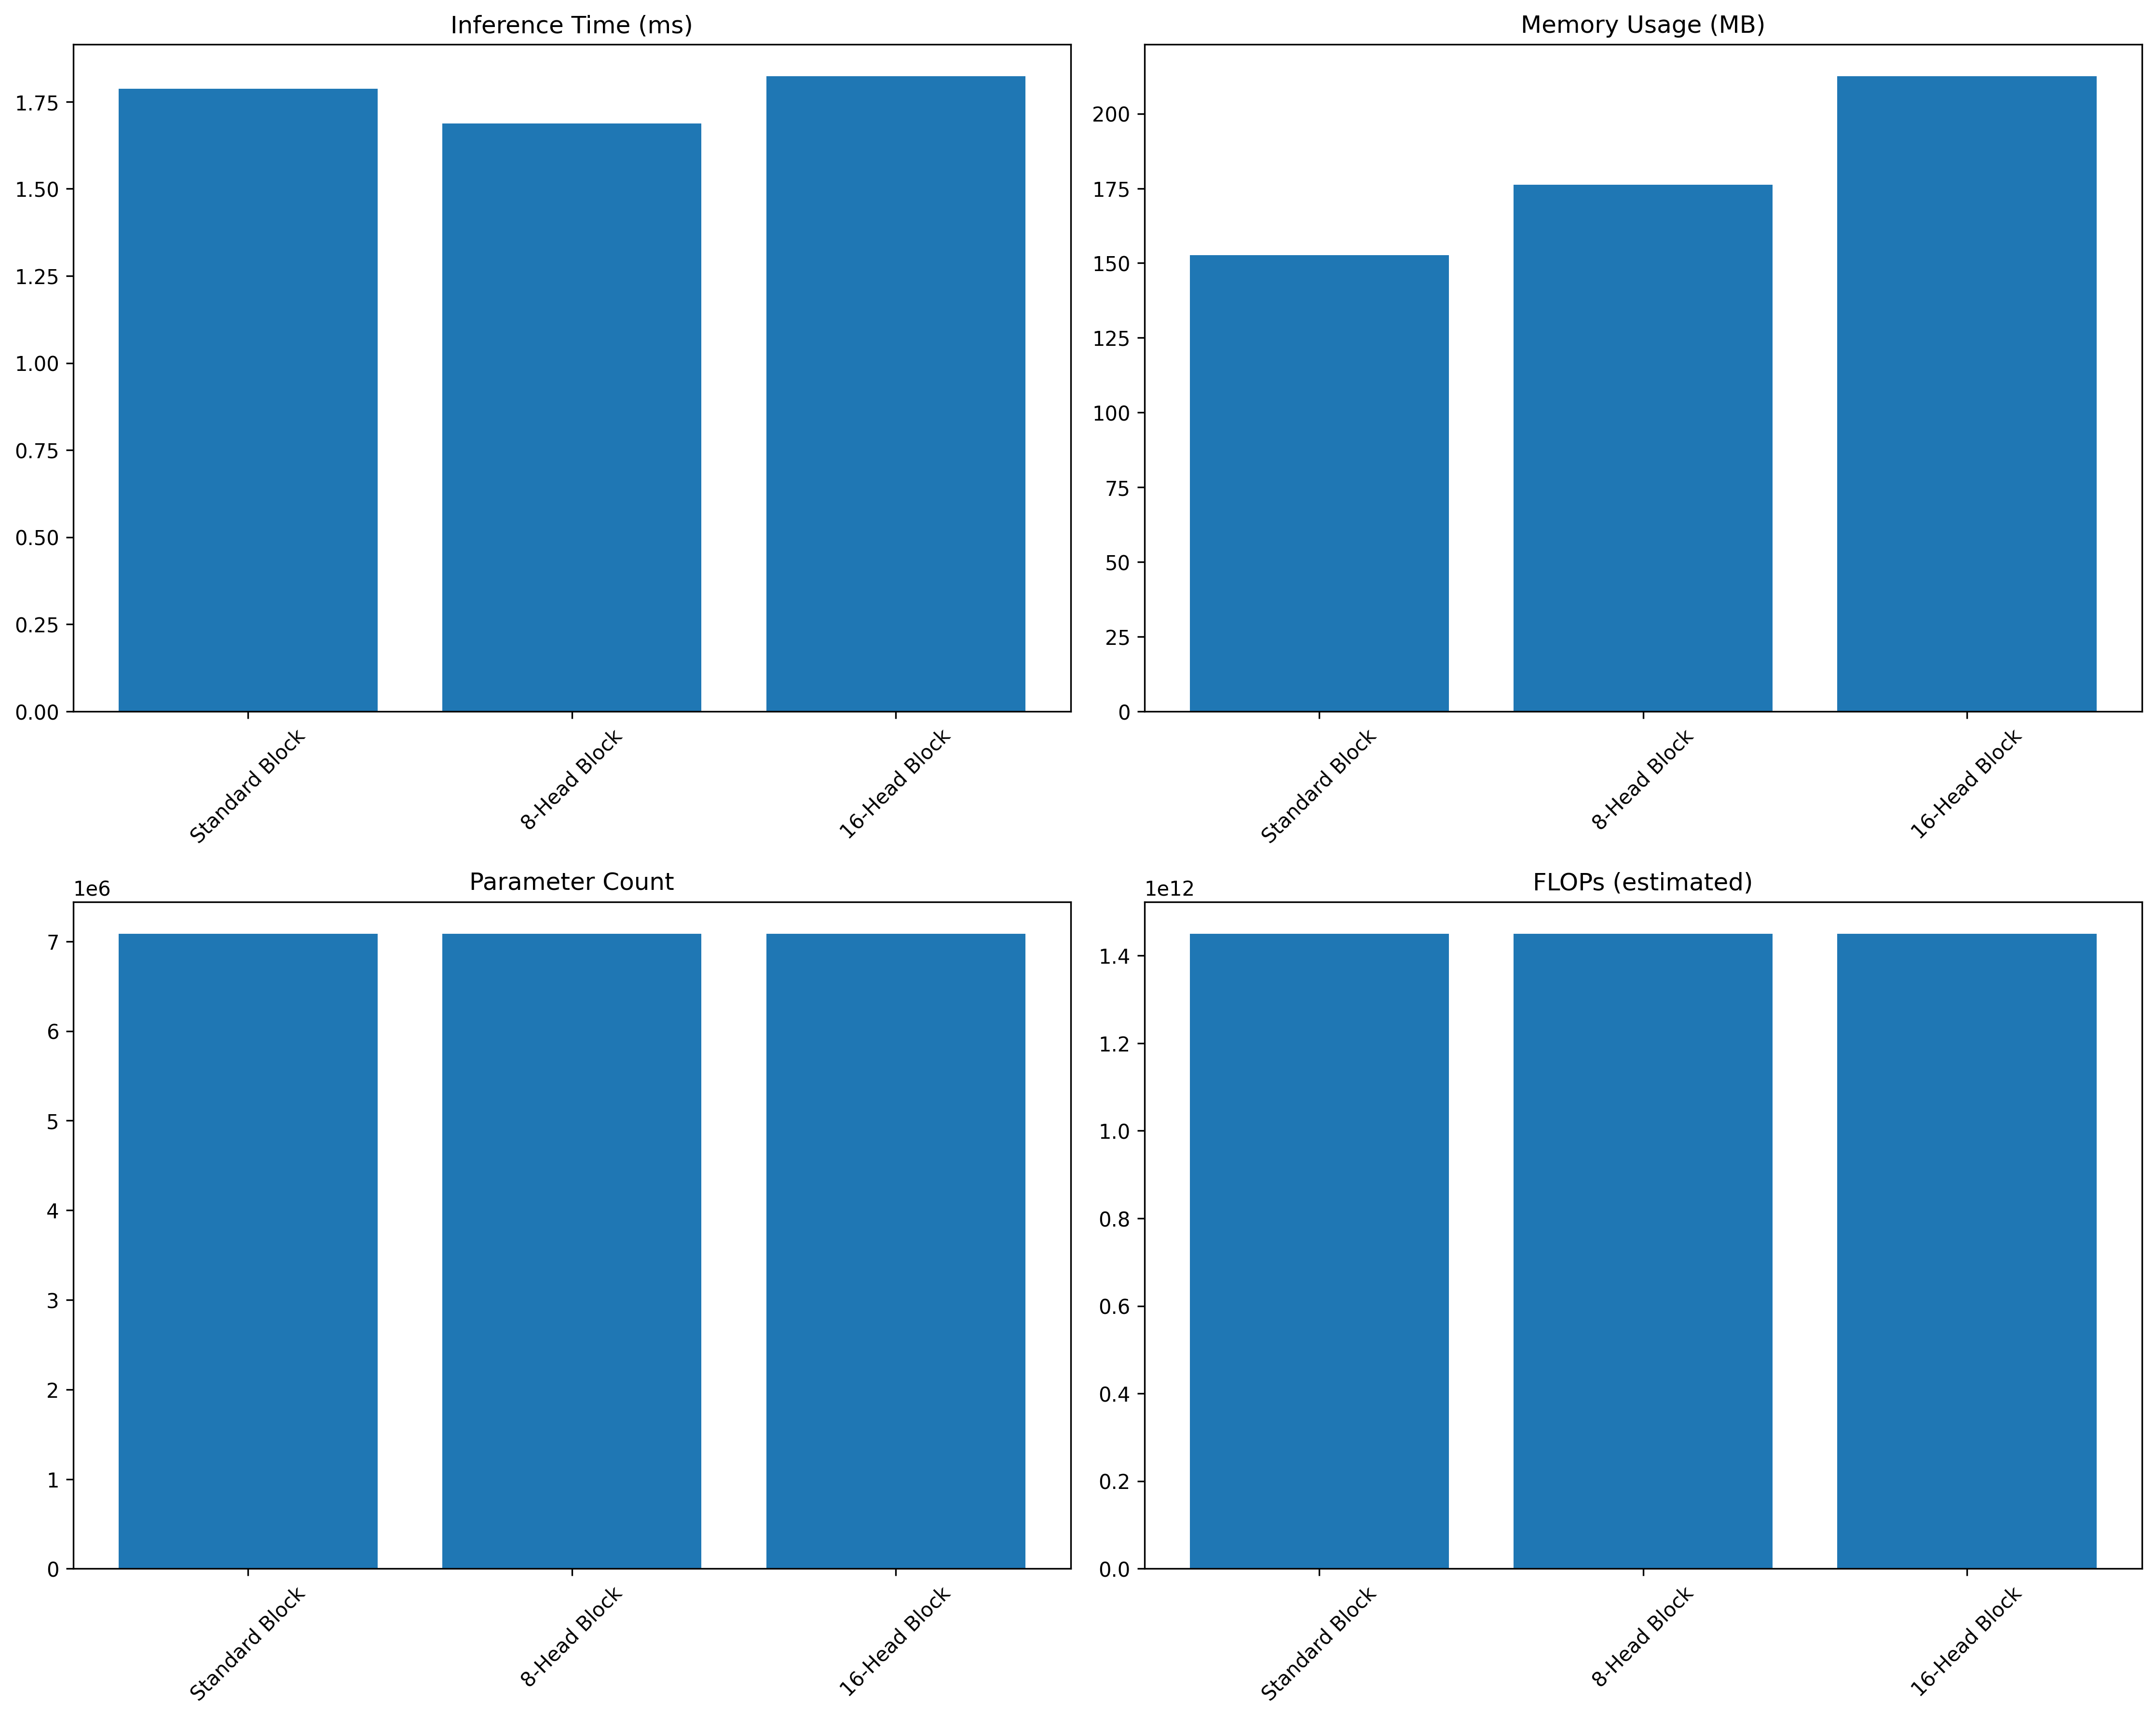 Inference Time (ms)
1.75
1.50
1.25
1.00
0.75
0.50
0.25
0.00
Standard Block
8-Head Block
16-Head Block
Memory Usage (MB)
200
175
150
125
100
75
50
25
0
Standard Block
8-Head Block
16-Head Block
Parameter Count
1e6
7
6
5
4
3
2
1
0
Standard Block
8-Head Block
16-Head Block
FLOPs (estimated)
1e12
1.4
1.2
1.0
0.8
0.6
0.4
0.2
0.0
Standard Block
8-Head Block
16-Head Block